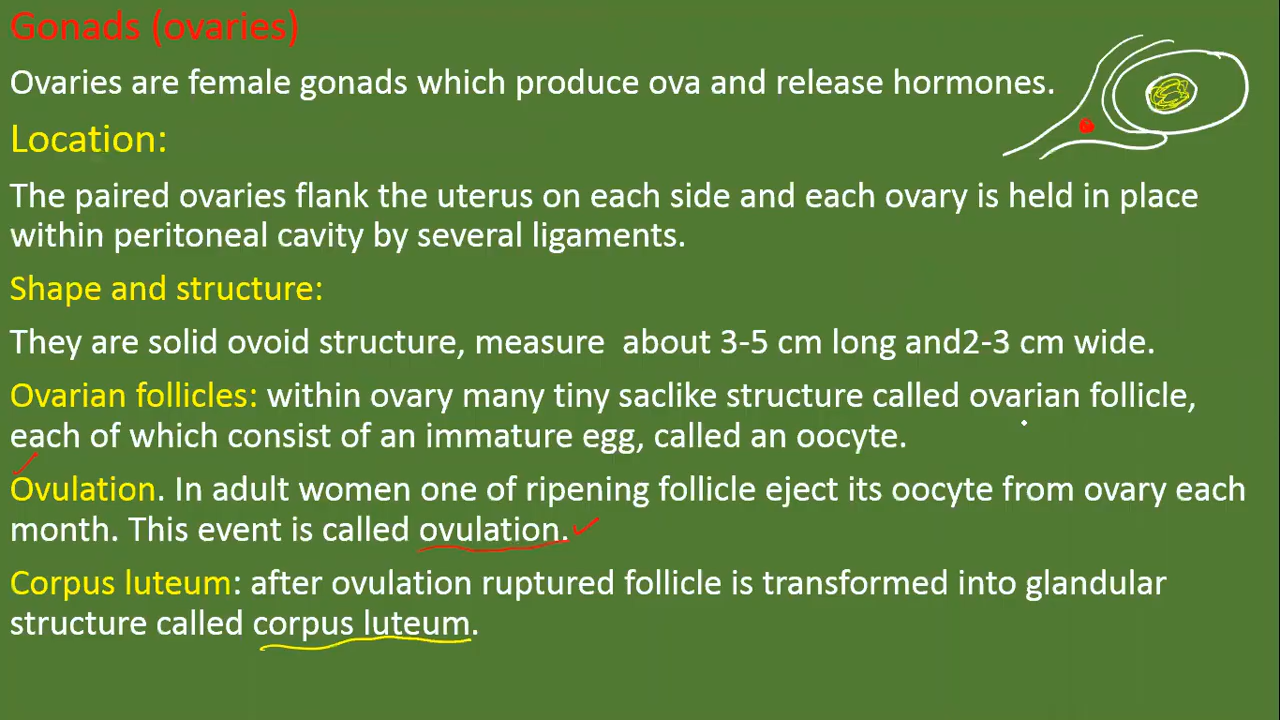 Gonads (ovaries)
Ovaries are female gonads which produce ova and release hormones.
Location:
The paired ovaries flank the uterus on each side and each ovary is held in place
within peritoneal cavity by several ligaments.
Shape and structure:
They are solid ovoid structure, measure  about 3-5 cm long and2-3 cm wide.
Ovarian follicles: within ovary many tiny saclike structure called ovarian follicle,
each of which consist of an immature egg, called an oocyte.
Ovulation. In adult women one of ripening follicle eject its oocyte from ovary each
month. This event is called ovulation.
Corpus luteum: after ovulation ruptured follicle is transformed into glandular
structure called corpus luteum.